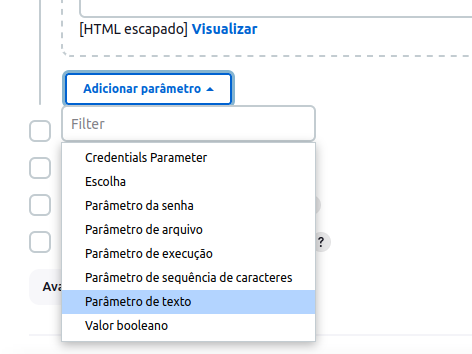 [HTML escapado] Visualizar
Adicionar parâmetro
Filter
Credentials Parameter
Escolha
Parâmetro da senha
Parâmetro de arquivo
Parâmetro de execução
Parâmetro de sequência de caracteres
Parâmetro de texto
Valor booleano
?